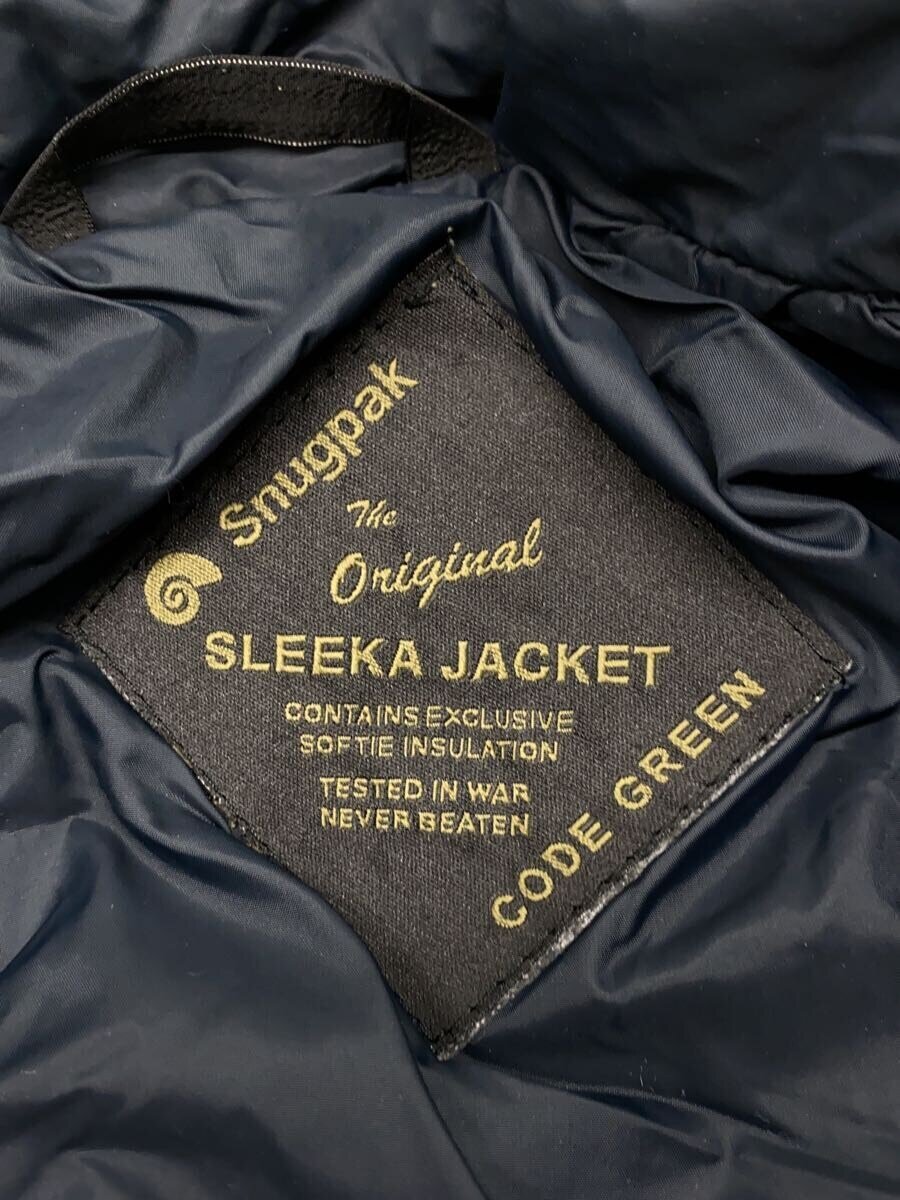 Snugpak
The
Original
SLEEKA JACKET
CONTAINS EXCLUSIVE
SOFTIE INSULATION
TESTED IN WAR
NEVER BEATEN
CODE GREEN